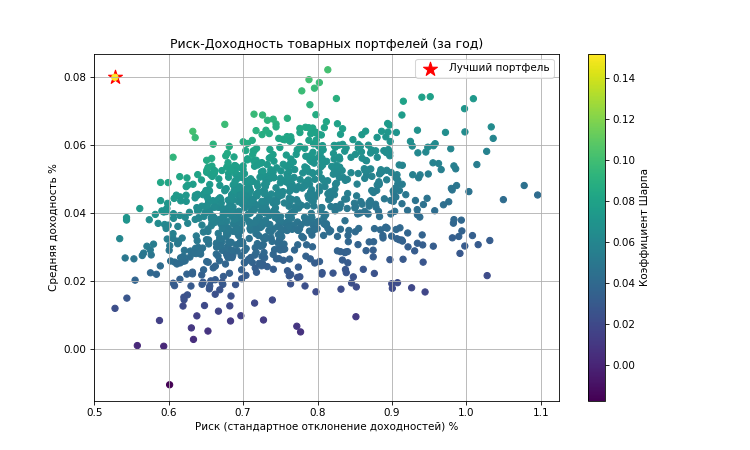 Риск-Доходность товарных портфелей (за год)
Лучший портфель
0.08
0.06
0.04
0.02
0.00
Средняя доходность %
0.5 0.6 0.7 0.8 0.9 1.0 1.1
Риск (стандартное отклонение доходностей) %
0.14
0.12
0.10
0.08
0.06
0.04
0.02
0.00
Коэффициент Шарпа